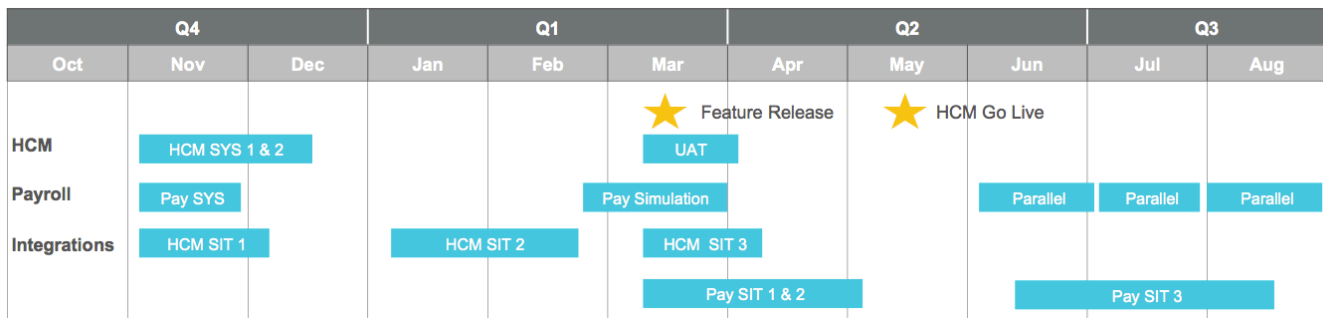 Q4 Q1 Q2 Q3
Oct Nov Dec Jan Feb Mar Apr May Jun Jul Aug
Feature Release HCM Go Live
HCM HCM SYS 1 & 2 UAT
Payroll Pay SYS Pay Simulation Parallel Parallel Parallel
Integrations HCM SIT 1 HCM SIT 2 HCM SIT 3
Pay SIT 1 & 2 Pay SIT 3